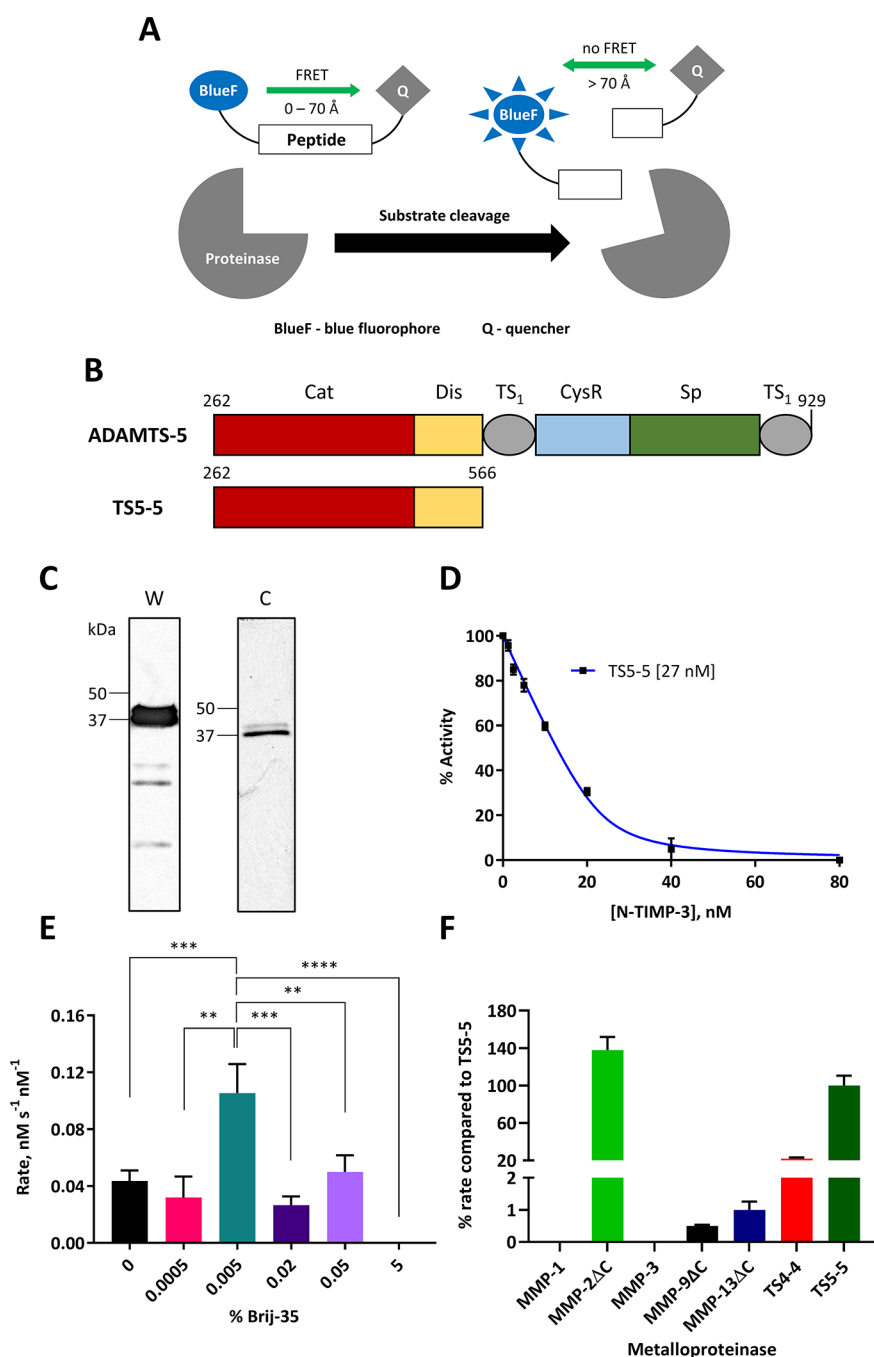 A
BlueF
FRET
0 – 70 Å
Q
Peptide
Proteinase
Substrate cleavage
no FRET
> 70 Å
BlueF
Q
BlueF - blue fluorophore Q - quencher
B
262 Cat Dis TS1 CysR Sp TS1 929
ADAMTS-5
262 566
TS5-5
C
W C
kDa
50
37
50
37
D
100
80
60
40
20
0
% Activity
TS5-5 [27 nM]
0 20 40 60 80
[N-TIMP-3], nM
E
***
****
**
** ***
0.16
0.12
0.08
0.04
0.00
Rate, nM s-1 nM-1
0 0.0005 0.005 0.02 0.05 5
% Brij-35
F
180
140
100
60
20
2
1
0
% rate compared to TS5-5
MMP-1 MMP-2ΔC MMP-3 MMP-9ΔC MMP-13ΔC TS4-4 TS5-5
Metalloproteinase